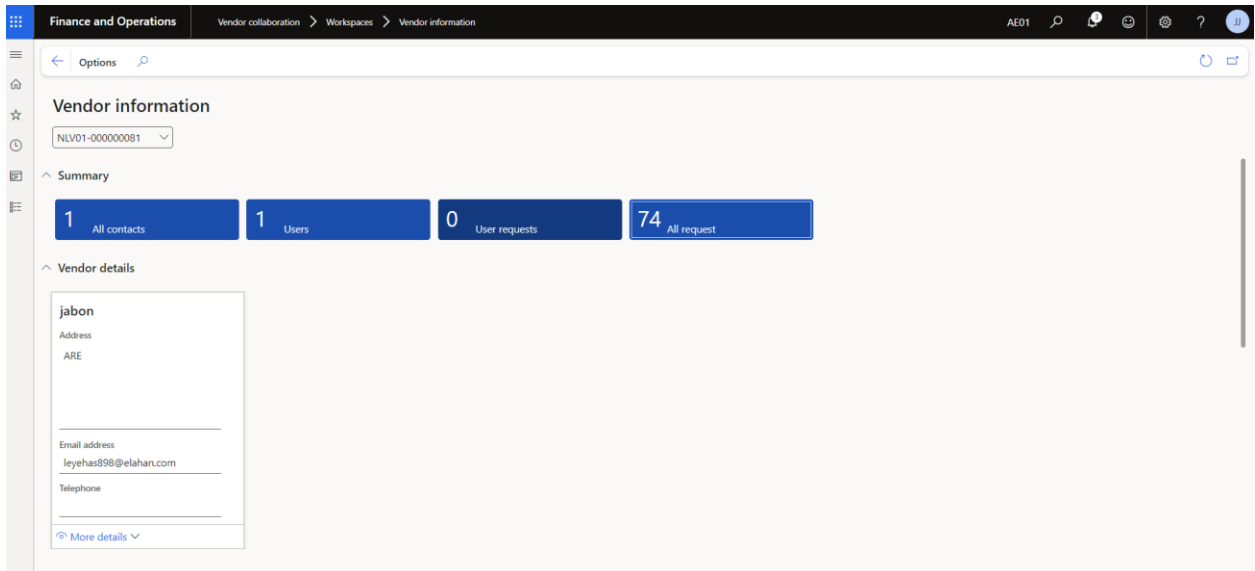 Finance and Operations
Vendor collaboration > Workspaces > Vendor information
AE01
3
?
JJ
Options
Vendor information
NLV01-000000081
Summary
1 All contacts
1 Users
0 User requests
74 All request
Vendor details
jabon
Address
ARE
Email address
leyehas898@elahan.com
Telephone
More details